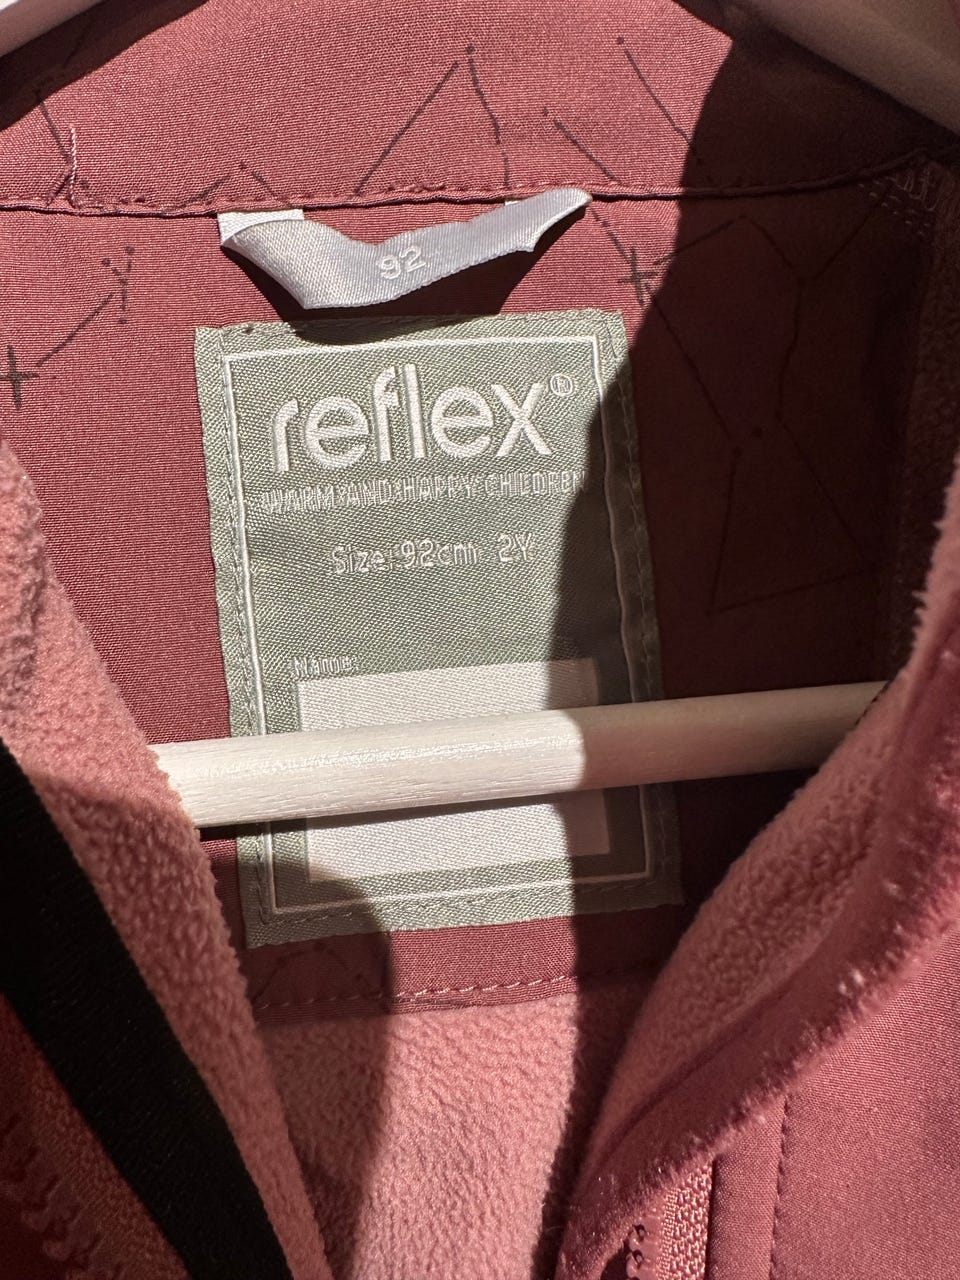 92
reflex®
WARM AND HAPPY CHILDREN
Size: 92cm 2Y
Name: